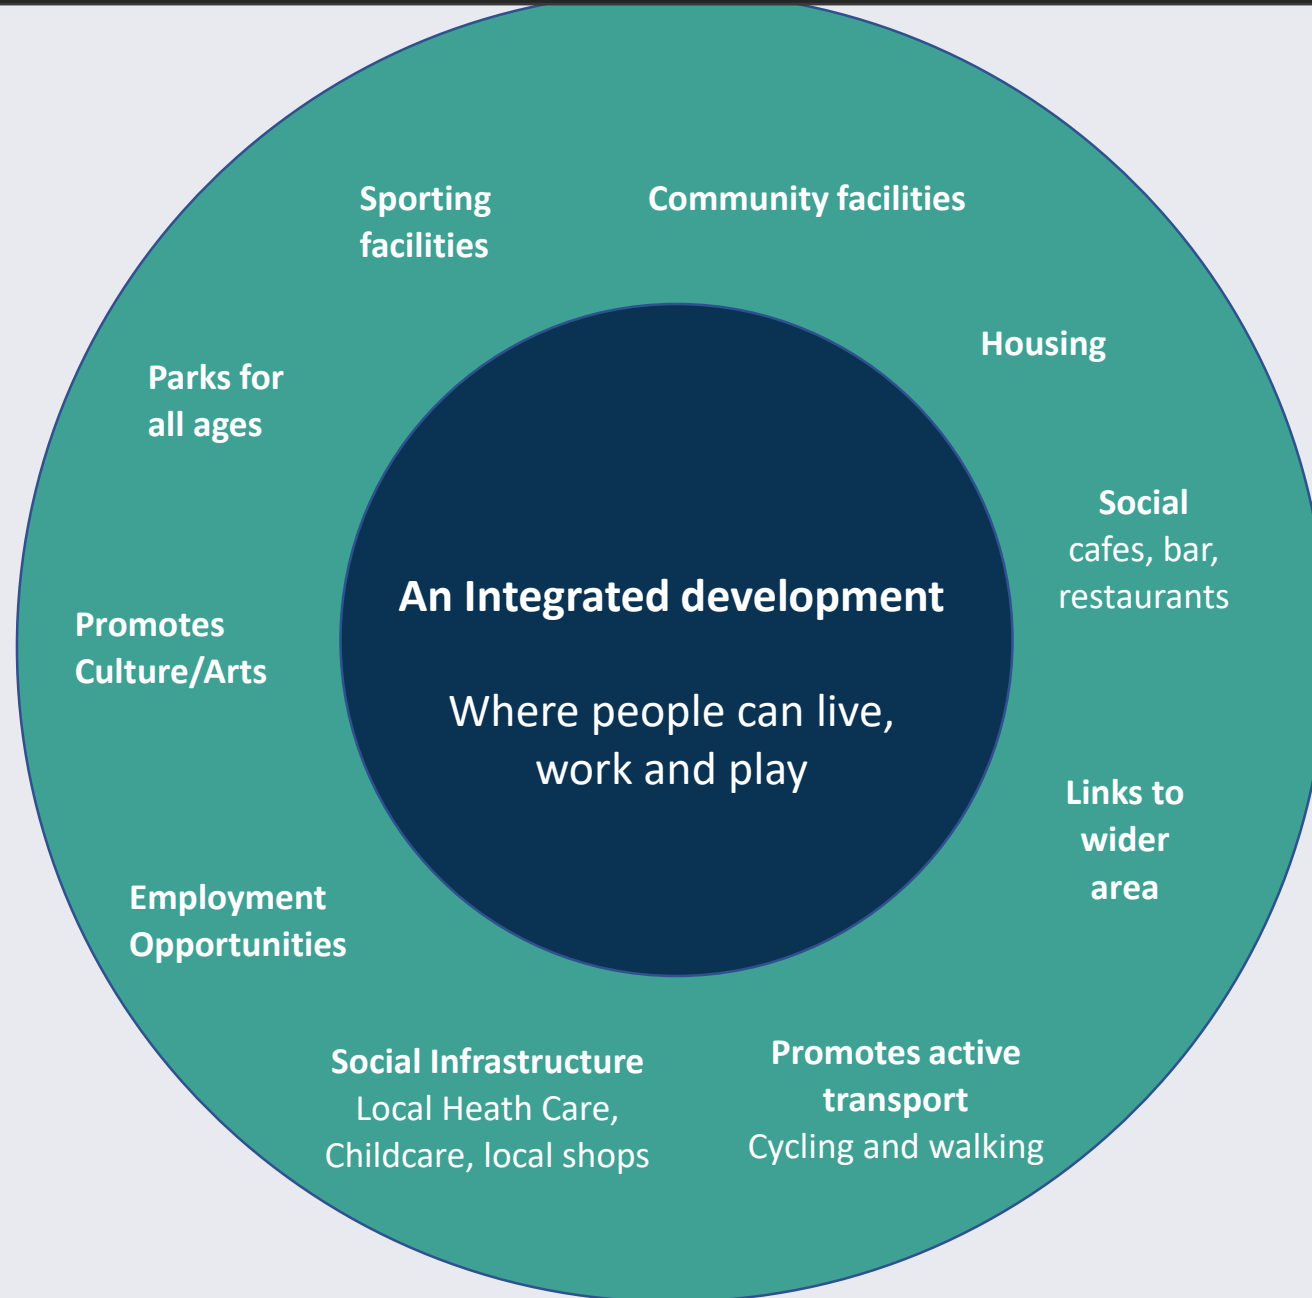 Sporting
facilities
Community facilities
Housing
Parks for
all ages
Social
cafes, bar,
restaurants
An Integrated development
Where people can live,
work and play
Promotes
Culture/Arts
Links to
wider
area
Employment
Opportunities
Social Infrastructure
Local Heath Care,
Childcare, local shops
Promotes active
transport
Cycling and walking